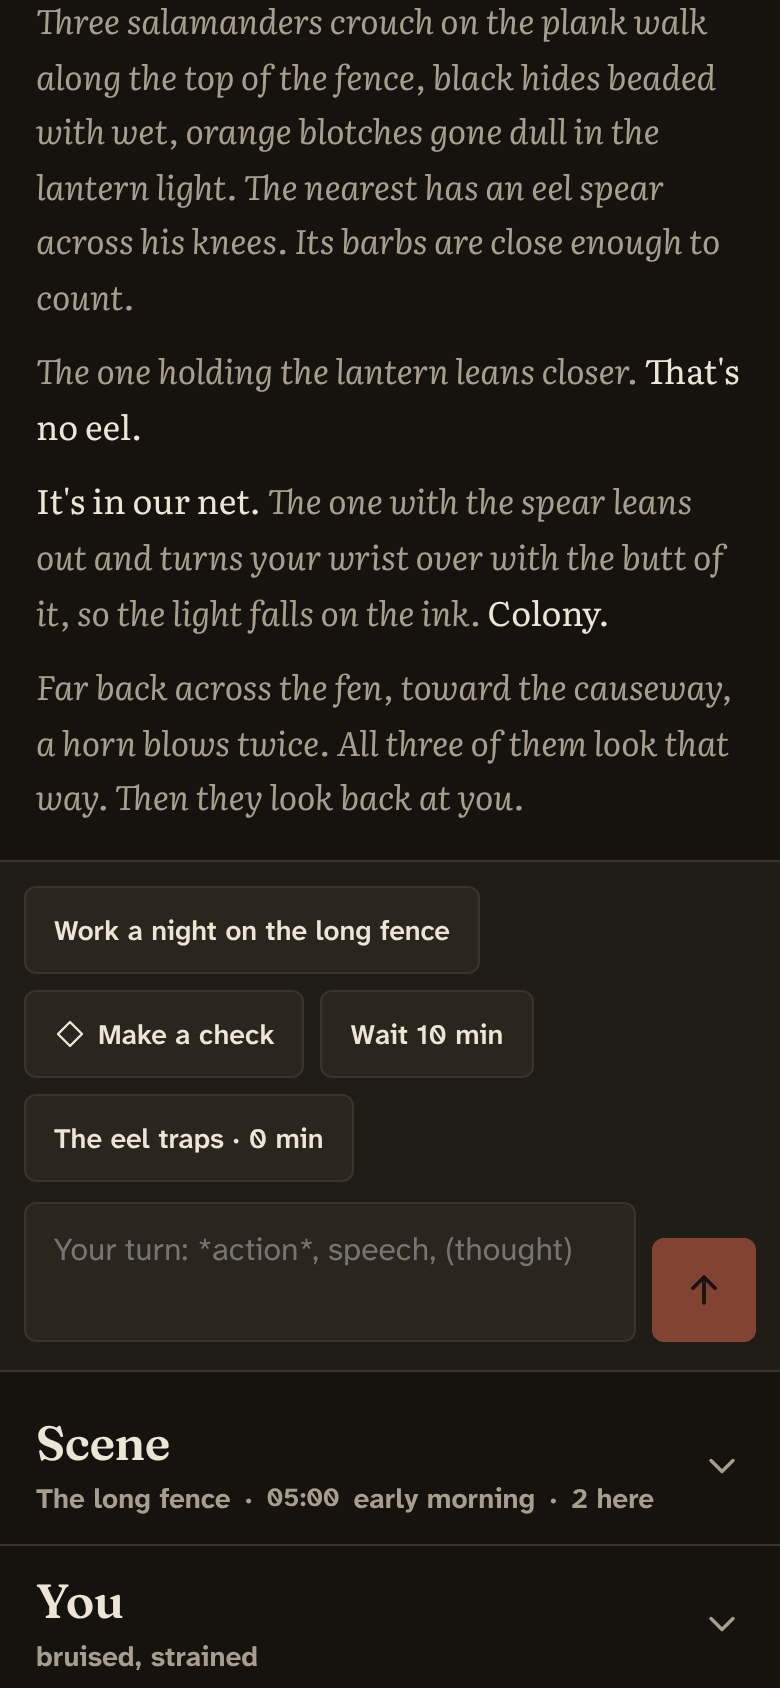 Three salamanders crouch on the plank walk
along the top of the fence, black hides beaded
with wet, orange blotches gone dull in the
lantern light. The nearest has an eel spear
across his knees. Its barbs are close enough to
count.
The one holding the lantern leans closer. That's
no eel.
It's in our net. The one with the spear leans
out and turns your wrist over with the butt of
it, so the light falls on the ink. Colony.
Far back across the fen, toward the causeway,
a horn blows twice. All three of them look that
way. Then they look back at you.
Work a night on the long fence
◇ Make a check
Wait 10 min
The eel traps · 0 min
Your turn: *action*, speech, (thought)
Scene
The long fence · 05:00 early morning · 2 here
You
bruised, strained